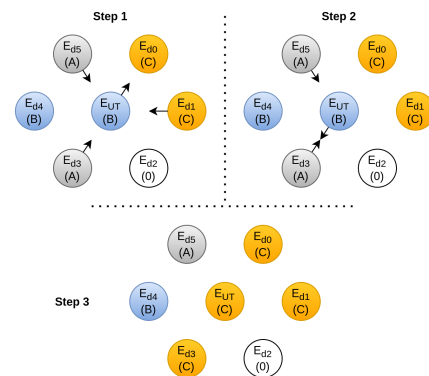 Step 1
Step 2
Ed5
(A)
Ed0
(C)
Ed4
(B)
EUT
(B)
Ed1
(C)
Ed3
(A)
Ed2
(0)
Ed5
(A)
Ed0
(C)
Ed4
(B)
EUT
(B)
Ed1
(C)
Ed3
(A)
Ed2
(0)
Step 3
Ed5
(A)
Ed0
(C)
Ed4
(B)
EUT
(C)
Ed1
(C)
Ed3
(C)
Ed2
(0)